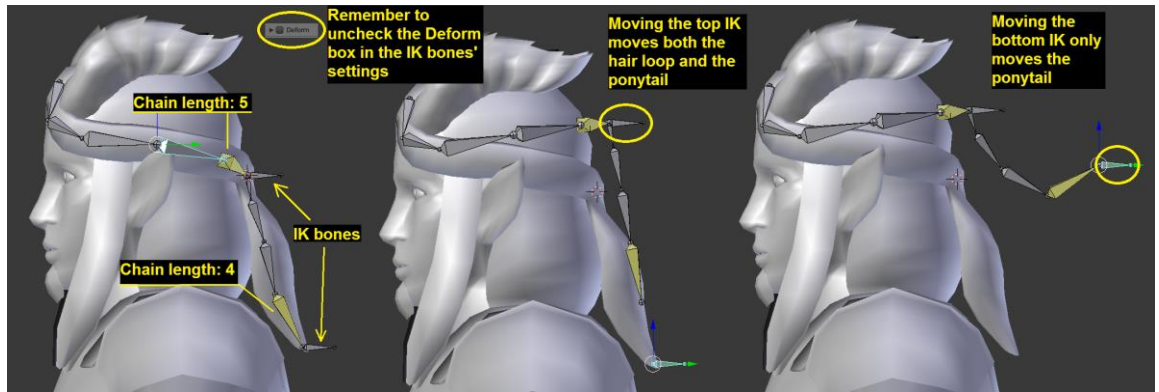 Deform
Remember to
uncheck the Deform
box in the IK bones'
settings
Chain length: 5
IK bones
Chain length: 4
Moving the top IK
moves both the
hair loop and the
ponytail
Moving the
bottom IK only
moves the
ponytail